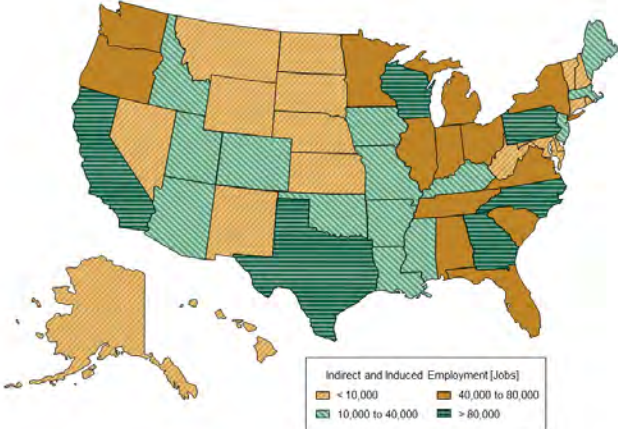 Indirect and Induced Employment [Jobs]
< 10,000
40,000 to 80,000
10,000 to 40,000
> 80,000